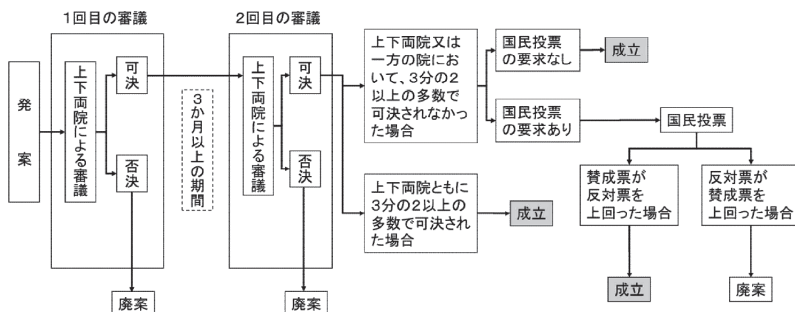 1回目の審議
2回目の審議
発案
上下両院による審議
可決
否決
廃案
3か月以上の期間
上下両院による審議
可決
否決
廃案
上下両院又は
一方の院にお
いて、3分の2
以上の多数で
可決されなかっ
た場合
国民投票
の要求なし
成立
国民投票
の要求あり
国民投票
上下両院ともに
3分の2以上の
多数で可決され
た場合
成立
賛成票が
反対票を
上回った場合
反対票が
賛成票を
上回った場合
成立
廃案